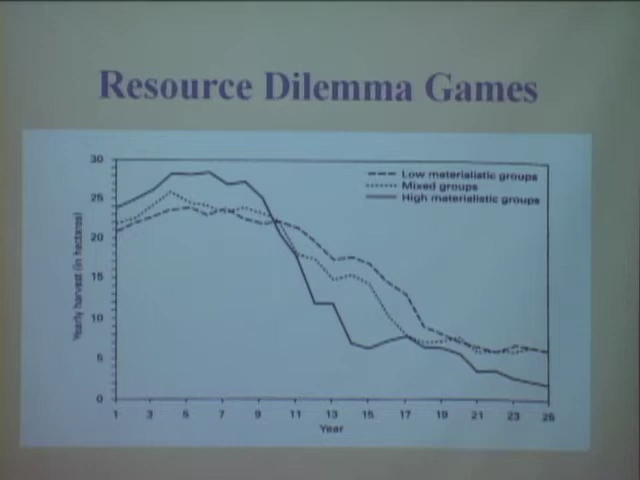 Resource Dilemma Games
30
25
20
15
10
5
0
Yearly harvest (in hectares)
Low materialistic groups
Mixed groups
High materialistic groups
1 3 5 7 9 11 13 15 17 19 21 23 25
Year